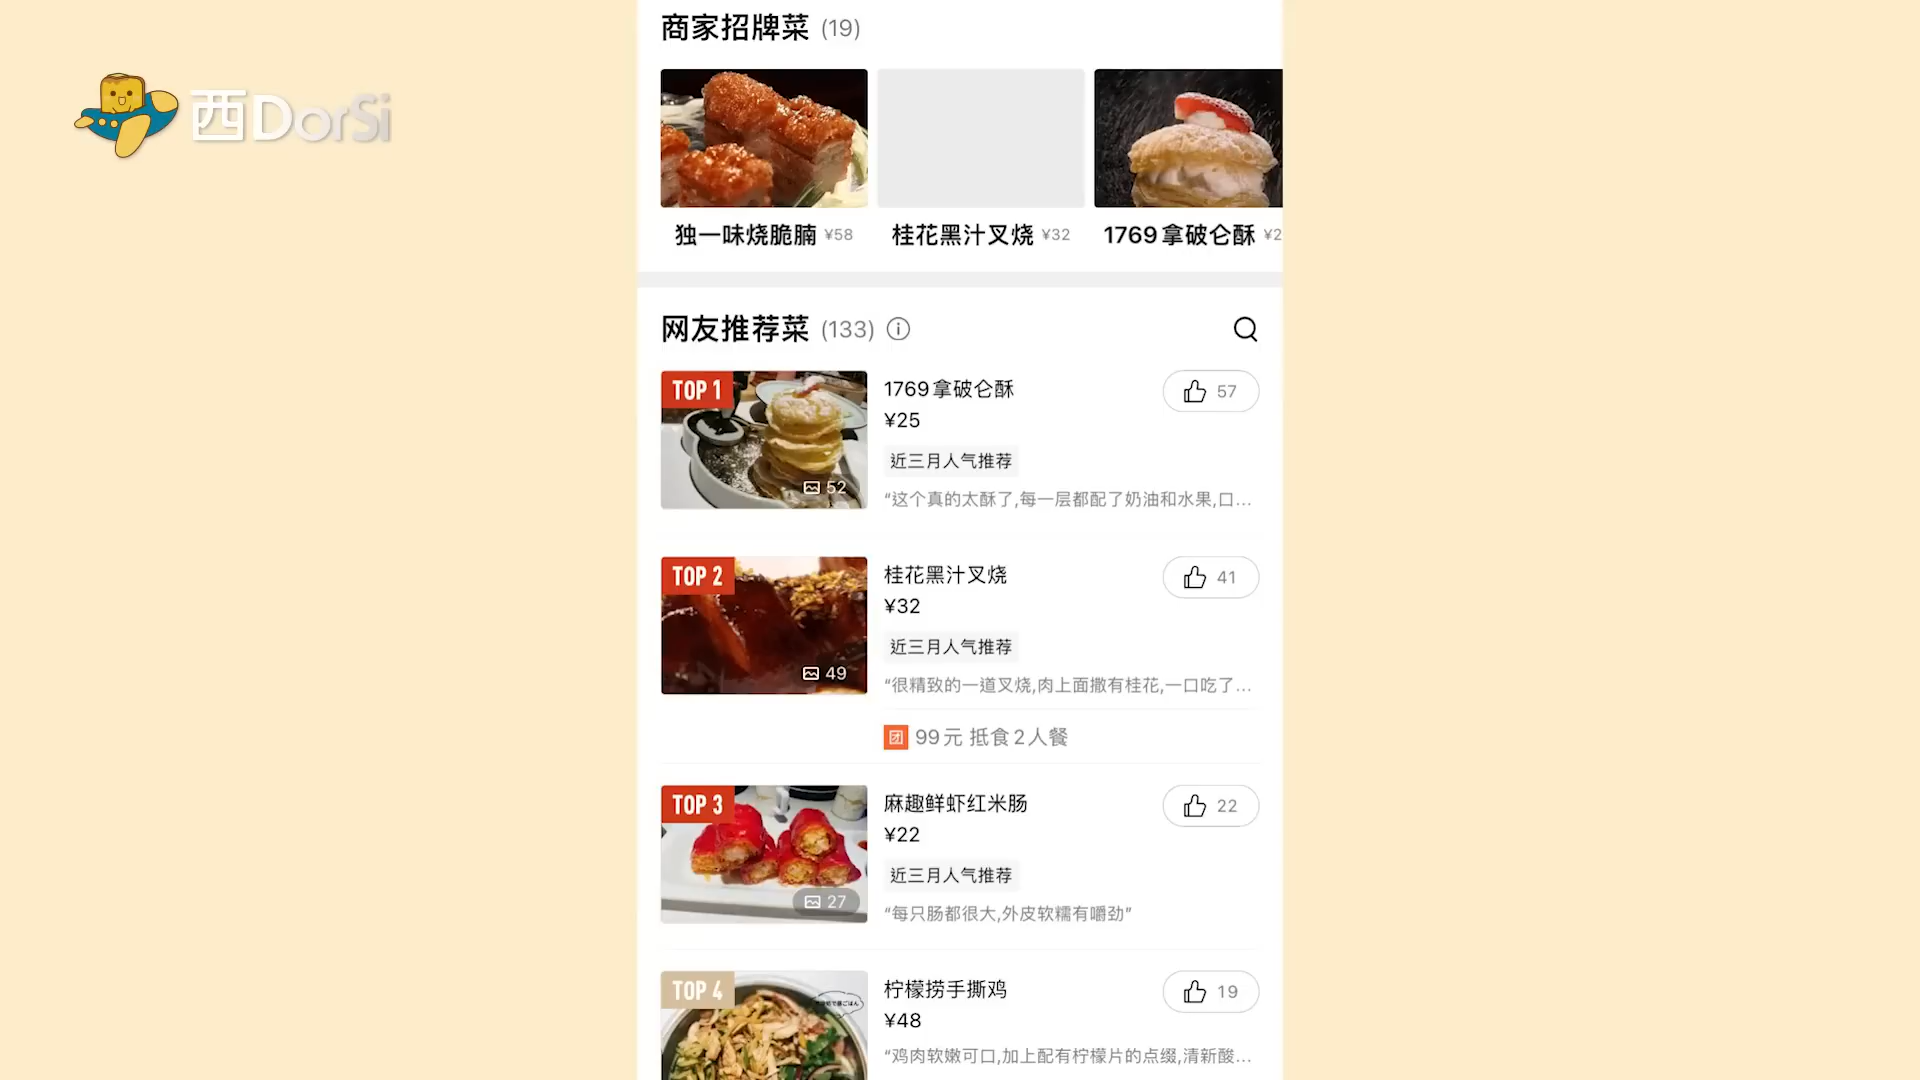 西DorSi
商家招牌菜 (19)
独一味烧脆腩 ¥58
桂花黑汁叉烧 ¥32
1769拿破仑酥 ¥2
网友推荐菜 (133)
TOP 1
52
1769拿破仑酥
57
¥25
近三月人气推荐
“这个真的太酥了,每一层都配了奶油和水果,口...
TOP 2
49
桂花黑汁叉烧
41
¥32
近三月人气推荐
“很精致的一道叉烧,肉上面撒有桂花,一口吃了...
团 99元 抵食2人餐
TOP 3
27
麻趣鲜虾红米肠
22
¥22
近三月人气推荐
“每只肠都很大,外皮软糯有嚼劲”
TOP 4
柠檬捞手撕鸡
19
¥48
“鸡肉软嫩可口,加上配有柠檬片的点缀,清新酸...